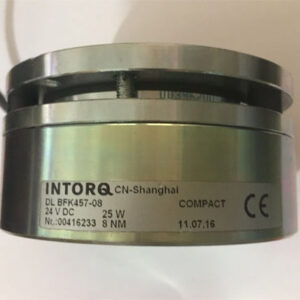 INTORQ CN-Shanghai
DL BFK457-08 COMPACT
24 V DC 25 W
Nr.:00416233 8 NM 11.07.16
CE